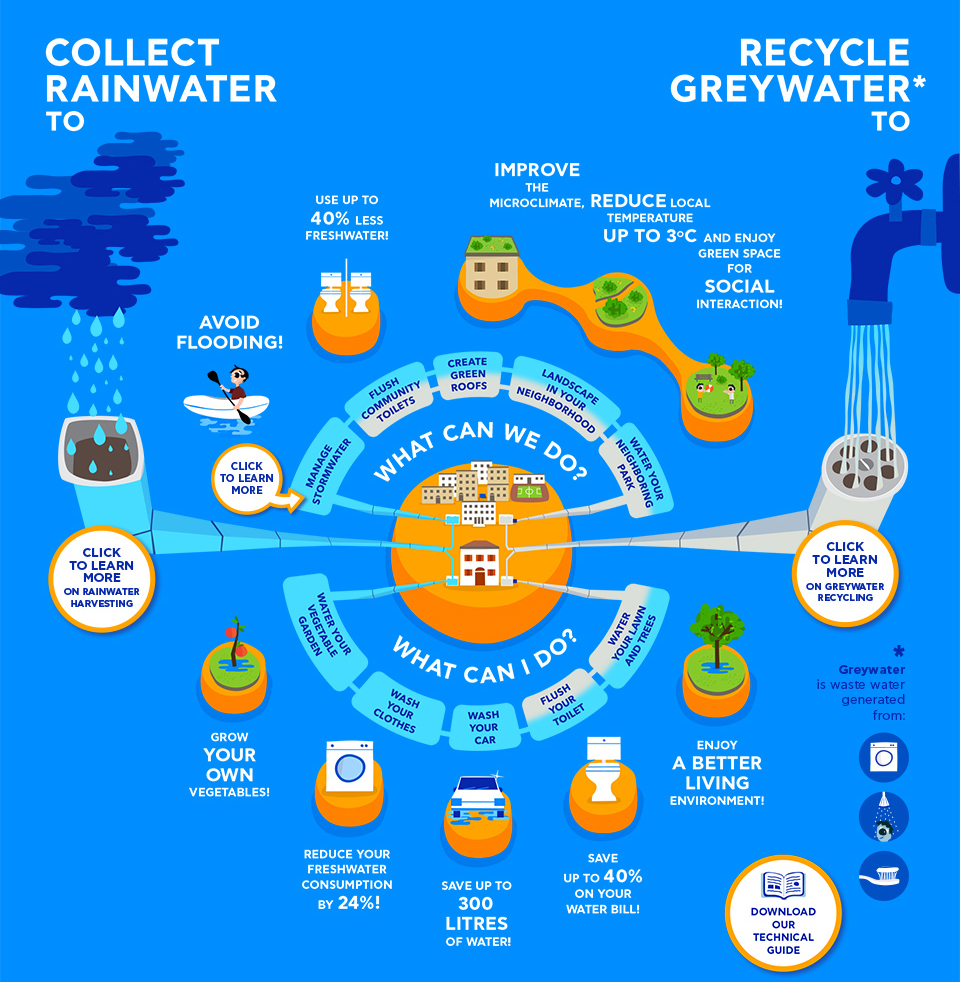 COLLECT
RAINWATER
TO
RECYCLE
GREYWATER*
TO
USE UP TO
40% LESS
FRESHWATER!
IMPROVE
THE
MICROCLIMATE, REDUCE LOCAL
TEMPERATURE
UP TO 3ºC AND ENJOY
GREEN SPACE
FOR
SOCIAL
INTERACTION!
AVOID
FLOODING!
MANAGE
STORMWATER
FLUSH
COMMUNITY
TOILETS
CREATE
GREEN
ROOFS
LANDSCAPE
IN YOUR
NEIGHBORHOOD
WATER YOUR
NEIGHBORING
PARK
WHAT CAN WE DO?
CLICK
TO LEARN
MORE
CLICK
TO LEARN
MORE
ON RAINWATER
HARVESTING
CLICK
TO LEARN
MORE
ON GREYWATER
RECYCLING
WHAT CAN I DO?
WATER YOUR
VEGETABLE
GARDEN
WASH
YOUR
CLOTHES
WASH
YOUR
CAR
FLUSH
YOUR
TOILET
WATER
YOUR LAWN
AND TREES
GROW
YOUR
OWN
VEGETABLES!
REDUCE YOUR
FRESHWATER
CONSUMPTION
BY 24%!
SAVE UP TO
300
LITRES
OF WATER!
SAVE
UP TO 40%
ON YOUR
WATER BILL!
ENJOY
A BETTER
LIVING
ENVIRONMENT!
*
Greywater
is waste water
generated
from:
DOWNLOAD
OUR
TECHNICAL
GUIDE